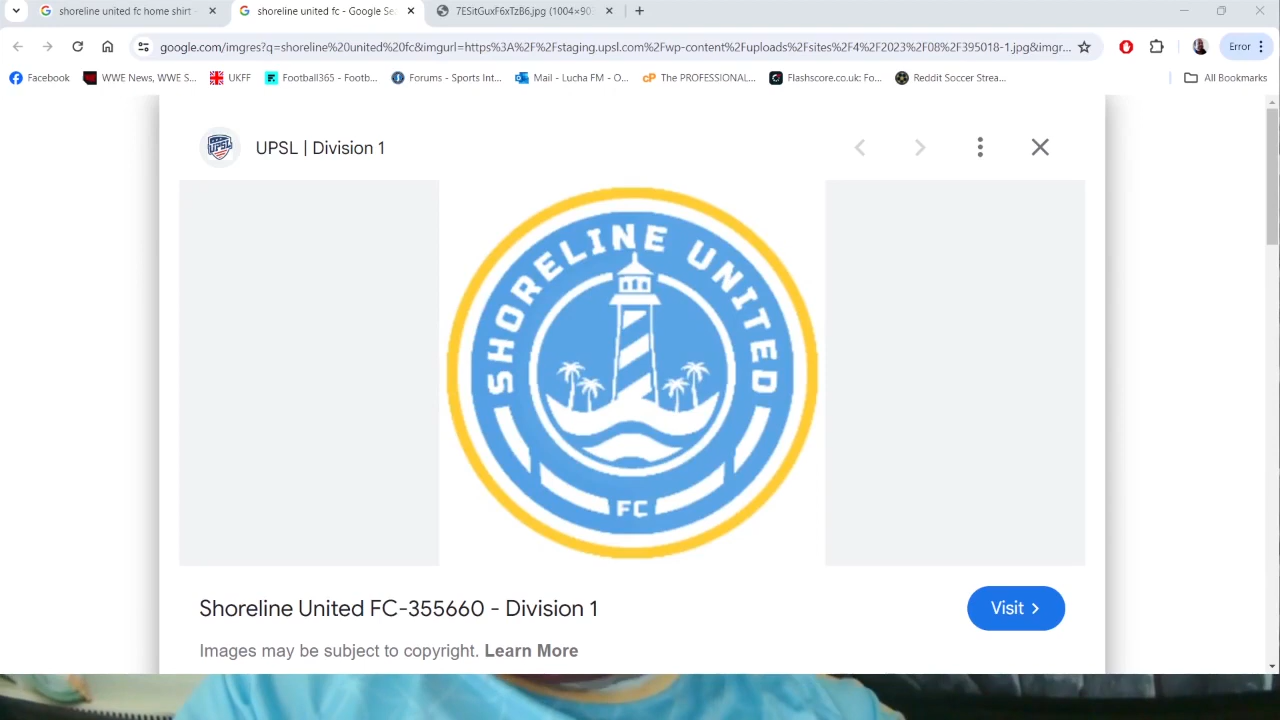 shoreline united fc home shirt -
shoreline united fc - Google Se
7ESitGuxF6xTzB6.jpg (1004×90
google.com/imgres?q=shoreline%20united%20fc&imgurl=https%3A%2F%2Fstaging.upsl.com%2Fwp-content%2Fuploads%2Fsites%2F4%2F2023%2F08%2F395018-1.jpg&imgr...
Error
Facebook
WWE News, WWE S...
UKFF
Football365 - Footb...
Forums - Sports Int...
Mail - Lucha FM - O...
The PROFESSIONAL...
Flashscore.co.uk: Fo...
Reddit Soccer Strea...
All Bookmarks
UPSL
UPSL | Division 1
SHORELINE UNITED
FC
Shoreline United FC-355660 - Division 1
Visit
Images may be subject to copyright. Learn More